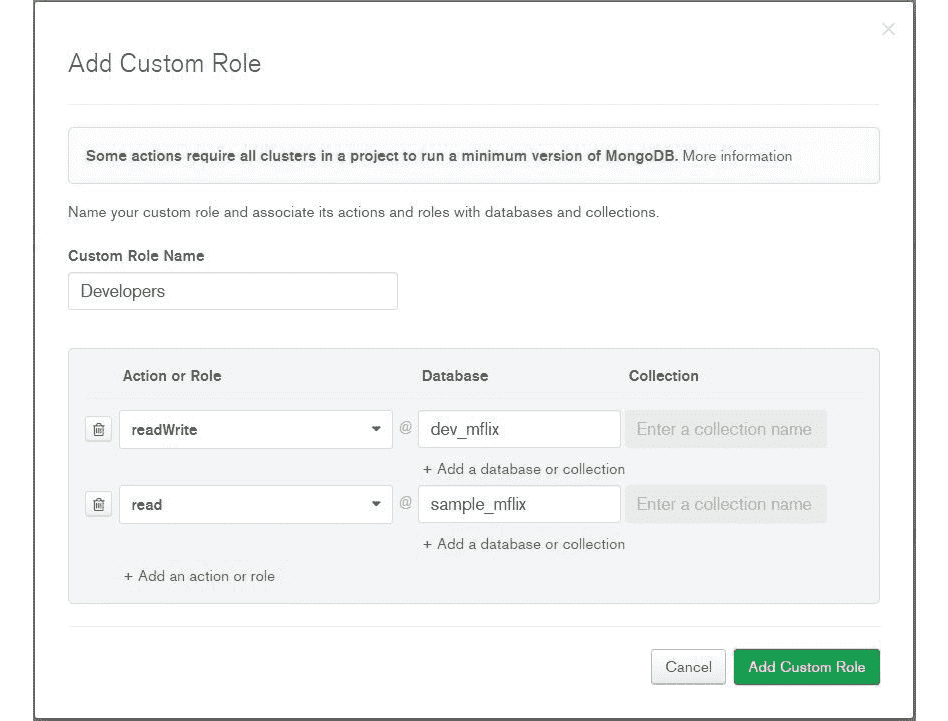 Add Custom Role
Some actions require all clusters in a project to run a minimum version of MongoDB. More information
Name your custom role and associate its actions and roles with databases and collections.
Custom Role Name
Developers
Action or Role Database Collection
readWrite @ dev_mflix Enter a collection name
+ Add a database or collection
read @ sample_mflix Enter a collection name
+ Add a database or collection
+ Add an action or role
Cancel Add Custom Role